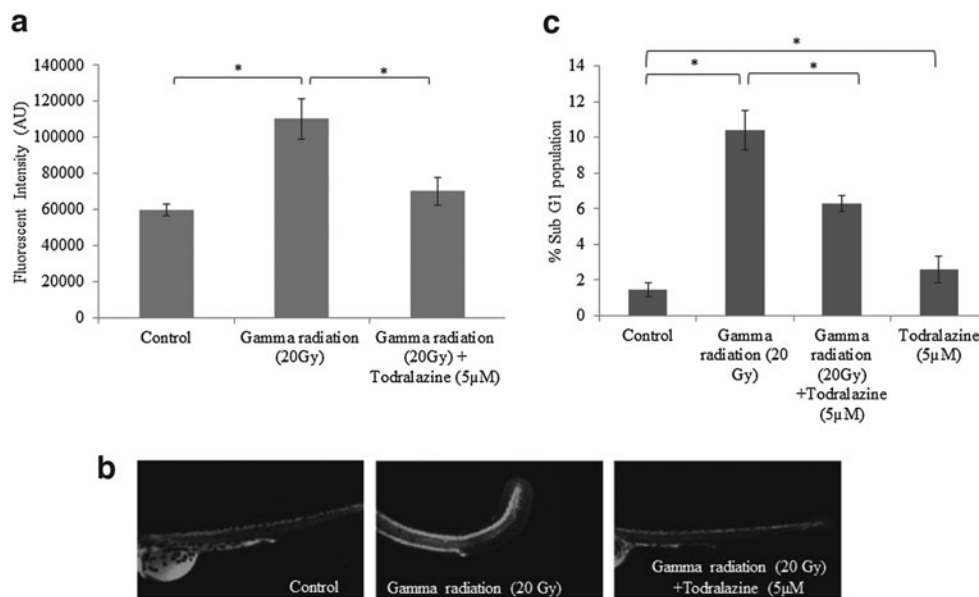 a
Fluorescent Intensity (AU)
140000
120000
100000
80000
60000
40000
20000
0
*
*
Control
Gamma radiation
(20Gy)
Gamma radiation
(20Gy) +
Todralazine (5µM)
c
% Sub G1 population
14
12
10
8
6
4
2
0
*
*
*
Control
Gamma
radiation (20
Gy)
Gamma
radiation
(20Gy)
+Todralazine
(5µM)
Todralazine
(5µM)
b
Control
Gamma radiation (20 Gy)
Gamma radiation (20 Gy)
+Todralazine (5µM